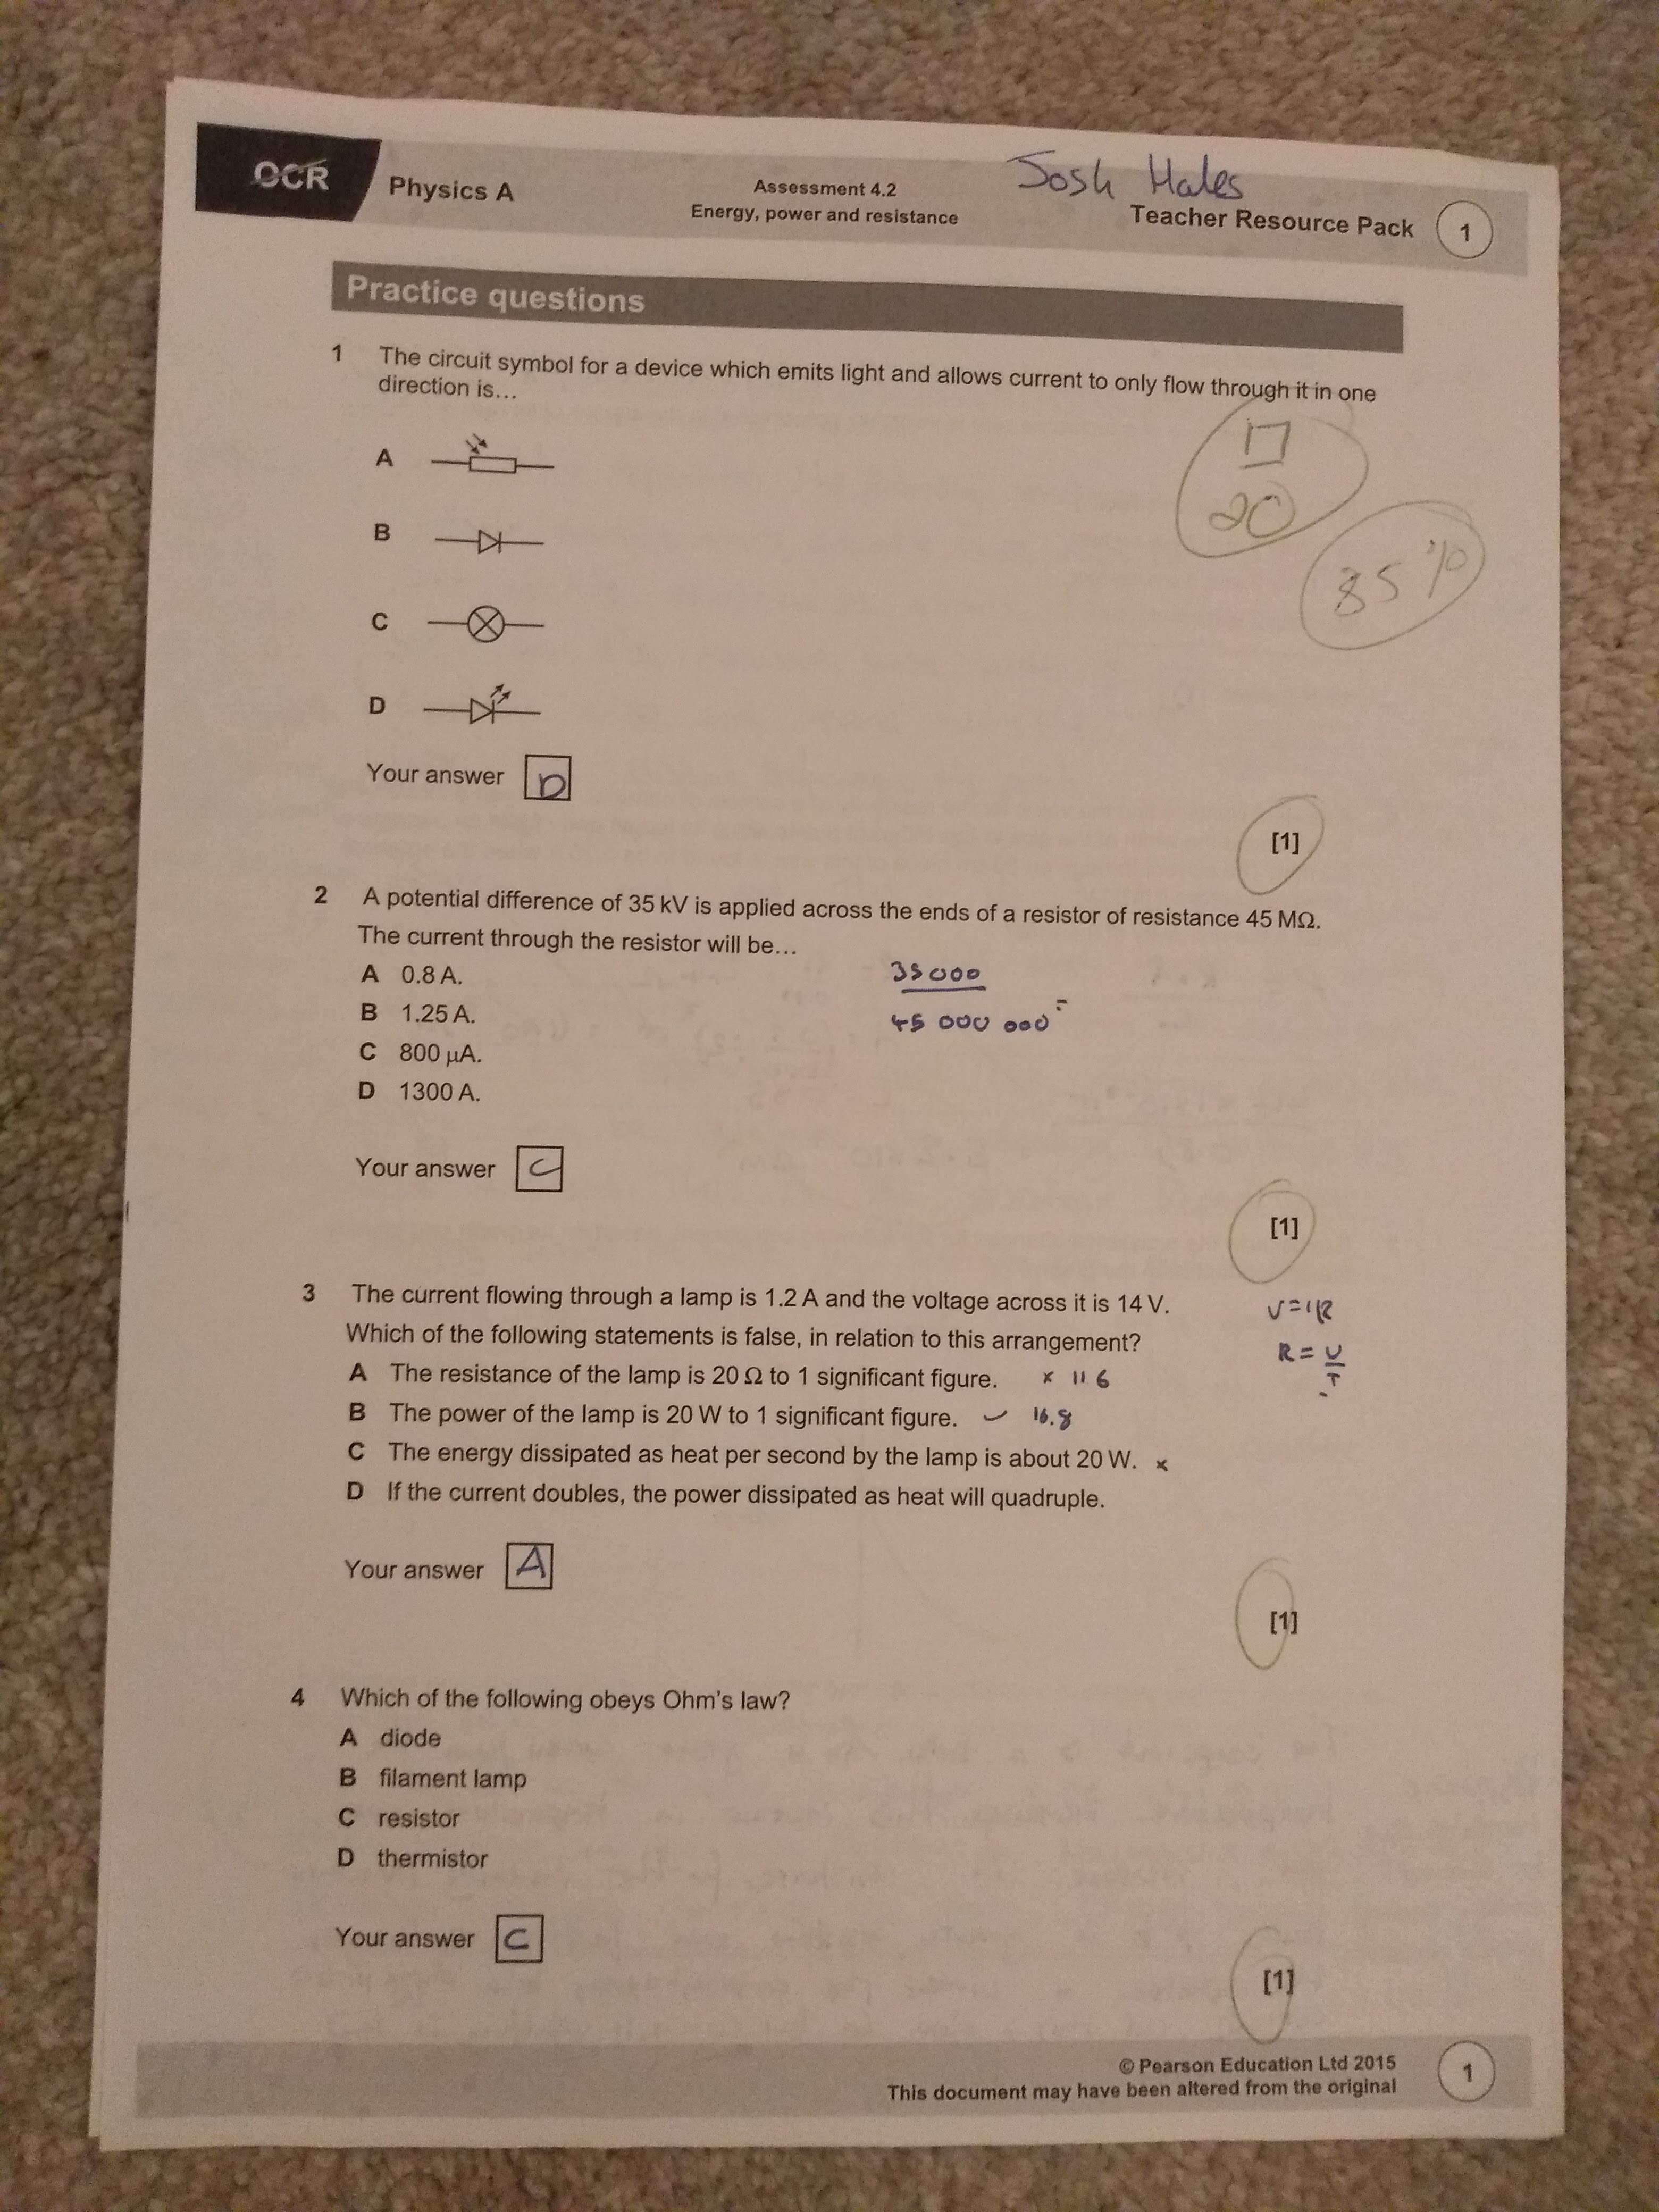 OCR
Physics A
Assessment 4.2
Energy, power and resistance
Josh Hales
Teacher Resource Pack
1
Practice questions
1 The circuit symbol for a device which emits light and allows current to only flow through it in one
direction is...
17
20
85%
A
B
C
D
Your answer D
[1]
2 A potential difference of 35 kV is applied across the ends of a resistor of resistance 45 MΩ.
The current through the resistor will be...
A 0.8 A.
B 1.25 A.
C 800 μA.
D 1300 A.
35000
45 000 000 =
Your answer C
[1]
3 The current flowing through a lamp is 1.2 A and the voltage across it is 14 V.
V=IR
Which of the following statements is false, in relation to this arrangement?
R = V
I
A The resistance of the lamp is 20 Ω to 1 significant figure. × 11.6
B The power of the lamp is 20 W to 1 significant figure. ✓ 16.8
C The energy dissipated as heat per second by the lamp is about 20 W. ×
D If the current doubles, the power dissipated as heat will quadruple.
Your answer A
[1]
4 Which of the following obeys Ohm's law?
A diode
B filament lamp
C resistor
D thermistor
Your answer C
[1]
© Pearson Education Ltd 2015
This document may have been altered from the original
1